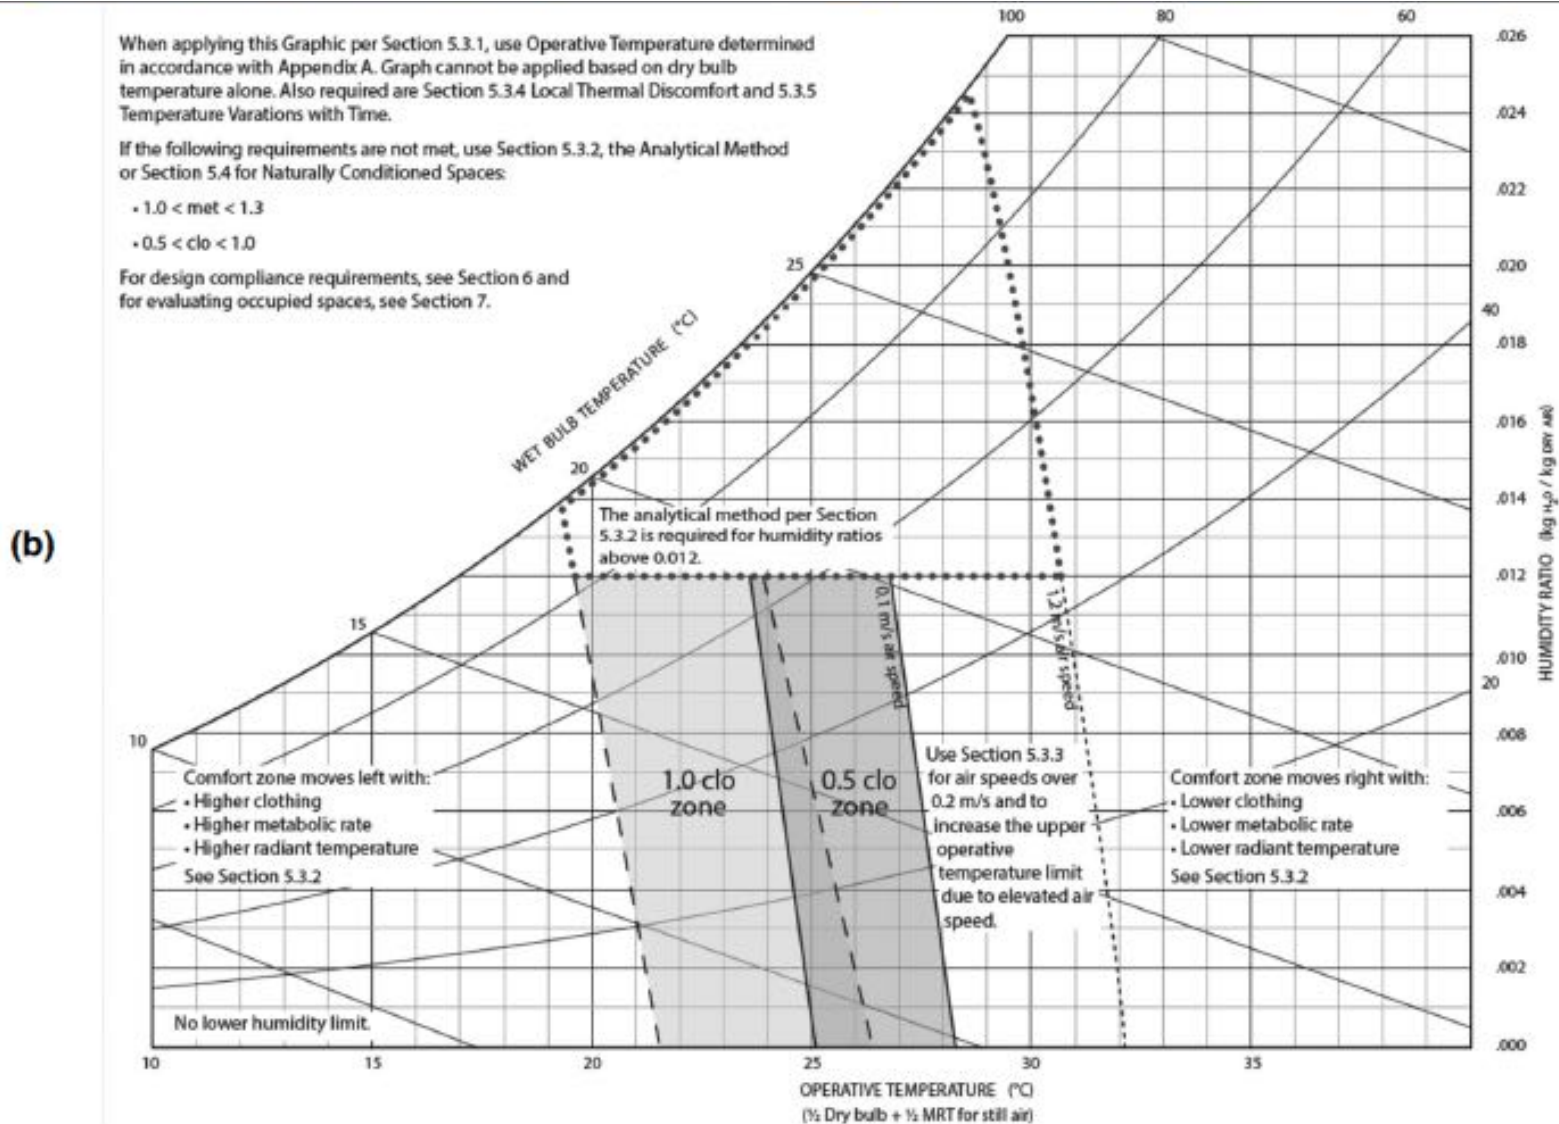 100 80 60
When applying this Graphic per Section 5.3.1, use Operative Temperature determined
in accordance with Appendix A. Graph cannot be applied based on dry bulb
temperature alone. Also required are Section 5.3.4 Local Thermal Discomfort and 5.3.5
Temperature Varations with Time.
If the following requirements are not met, use Section 5.3.2, the Analytical Method
or Section 5.4 for Naturally Conditioned Spaces:
• 1.0 < met < 1.3
• 0.5 < clo < 1.0
For design compliance requirements, see Section 6 and
for evaluating occupied spaces, see Section 7.
WET BULB TEMPERATURE (°C)
10
15
20
25
(b)
The analytical method per Section
5.3.2 is required for humidity ratios
above 0.012.
0.1 m/s air speed
1.2 m/s air speed
Comfort zone moves left with:
• Higher clothing
• Higher metabolic rate
• Higher radiant temperature
See Section 5.3.2
1.0 clo
zone
0.5 clo
zone
Use Section 5.3.3
for air speeds over
0.2 m/s and to
increase the upper
operative
temperature limit
due to elevated air
speed.
Comfort zone moves right with:
• Lower clothing
• Lower metabolic rate
• Lower radiant temperature
See Section 5.3.2
No lower humidity limit.
.026
.024
.022
.020
40
.018
.016
.014
.012
.010
20
.008
.006
.004
.002
.000
HUMIDITY RATIO (kg H₂O / kg DRY AIR)
10 15 20 25 30 35
OPERATIVE TEMPERATURE (°C)
(½ Dry bulb + ½ MRT for still air)